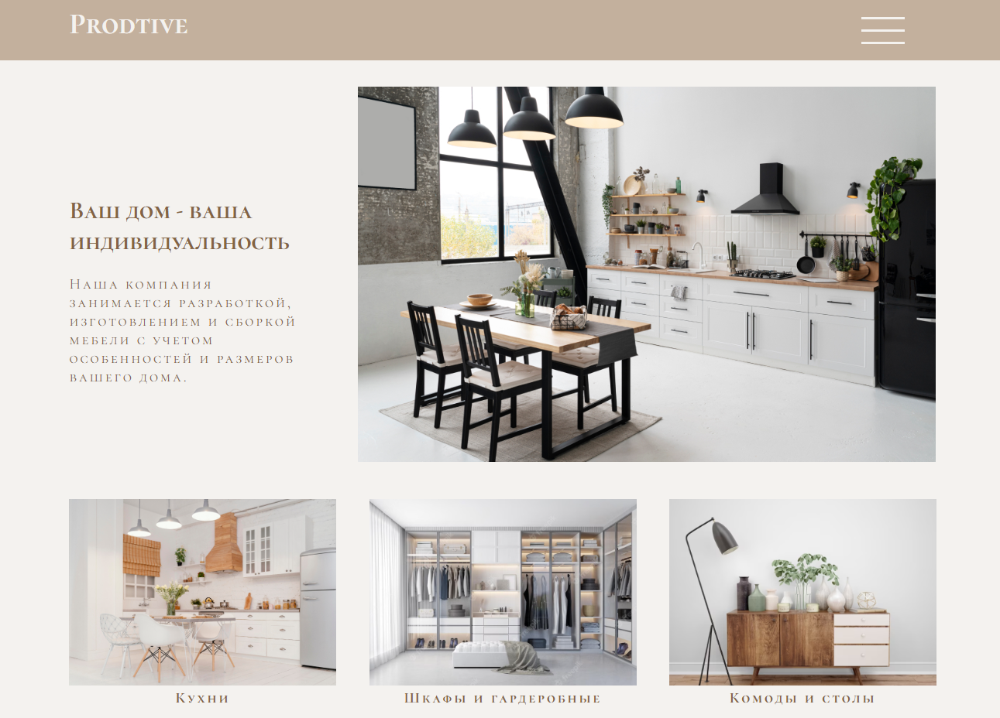 Prodtive
Ваш дом - ваша
индивидуальность
Наша компания
занимается разработкой,
изготовлением и сборкой
мебели с учетом
особенностей и размеров
вашего дома.
Кухни
Шкафы и гардеробные
Комоды и столы